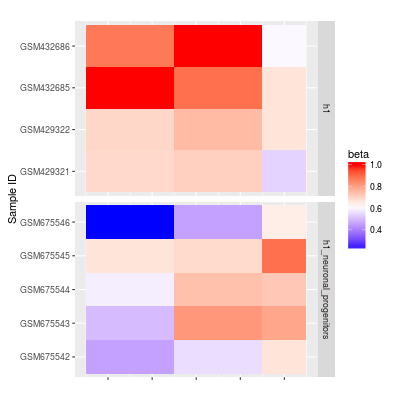 GSM432686
GSM432685
GSM429322
GSM429321
h1
GSM675546
GSM675545
GSM675544
GSM675543
GSM675542
h1_neuronal_progenitors
Sample ID
beta
1.0
0.8
0.6
0.4